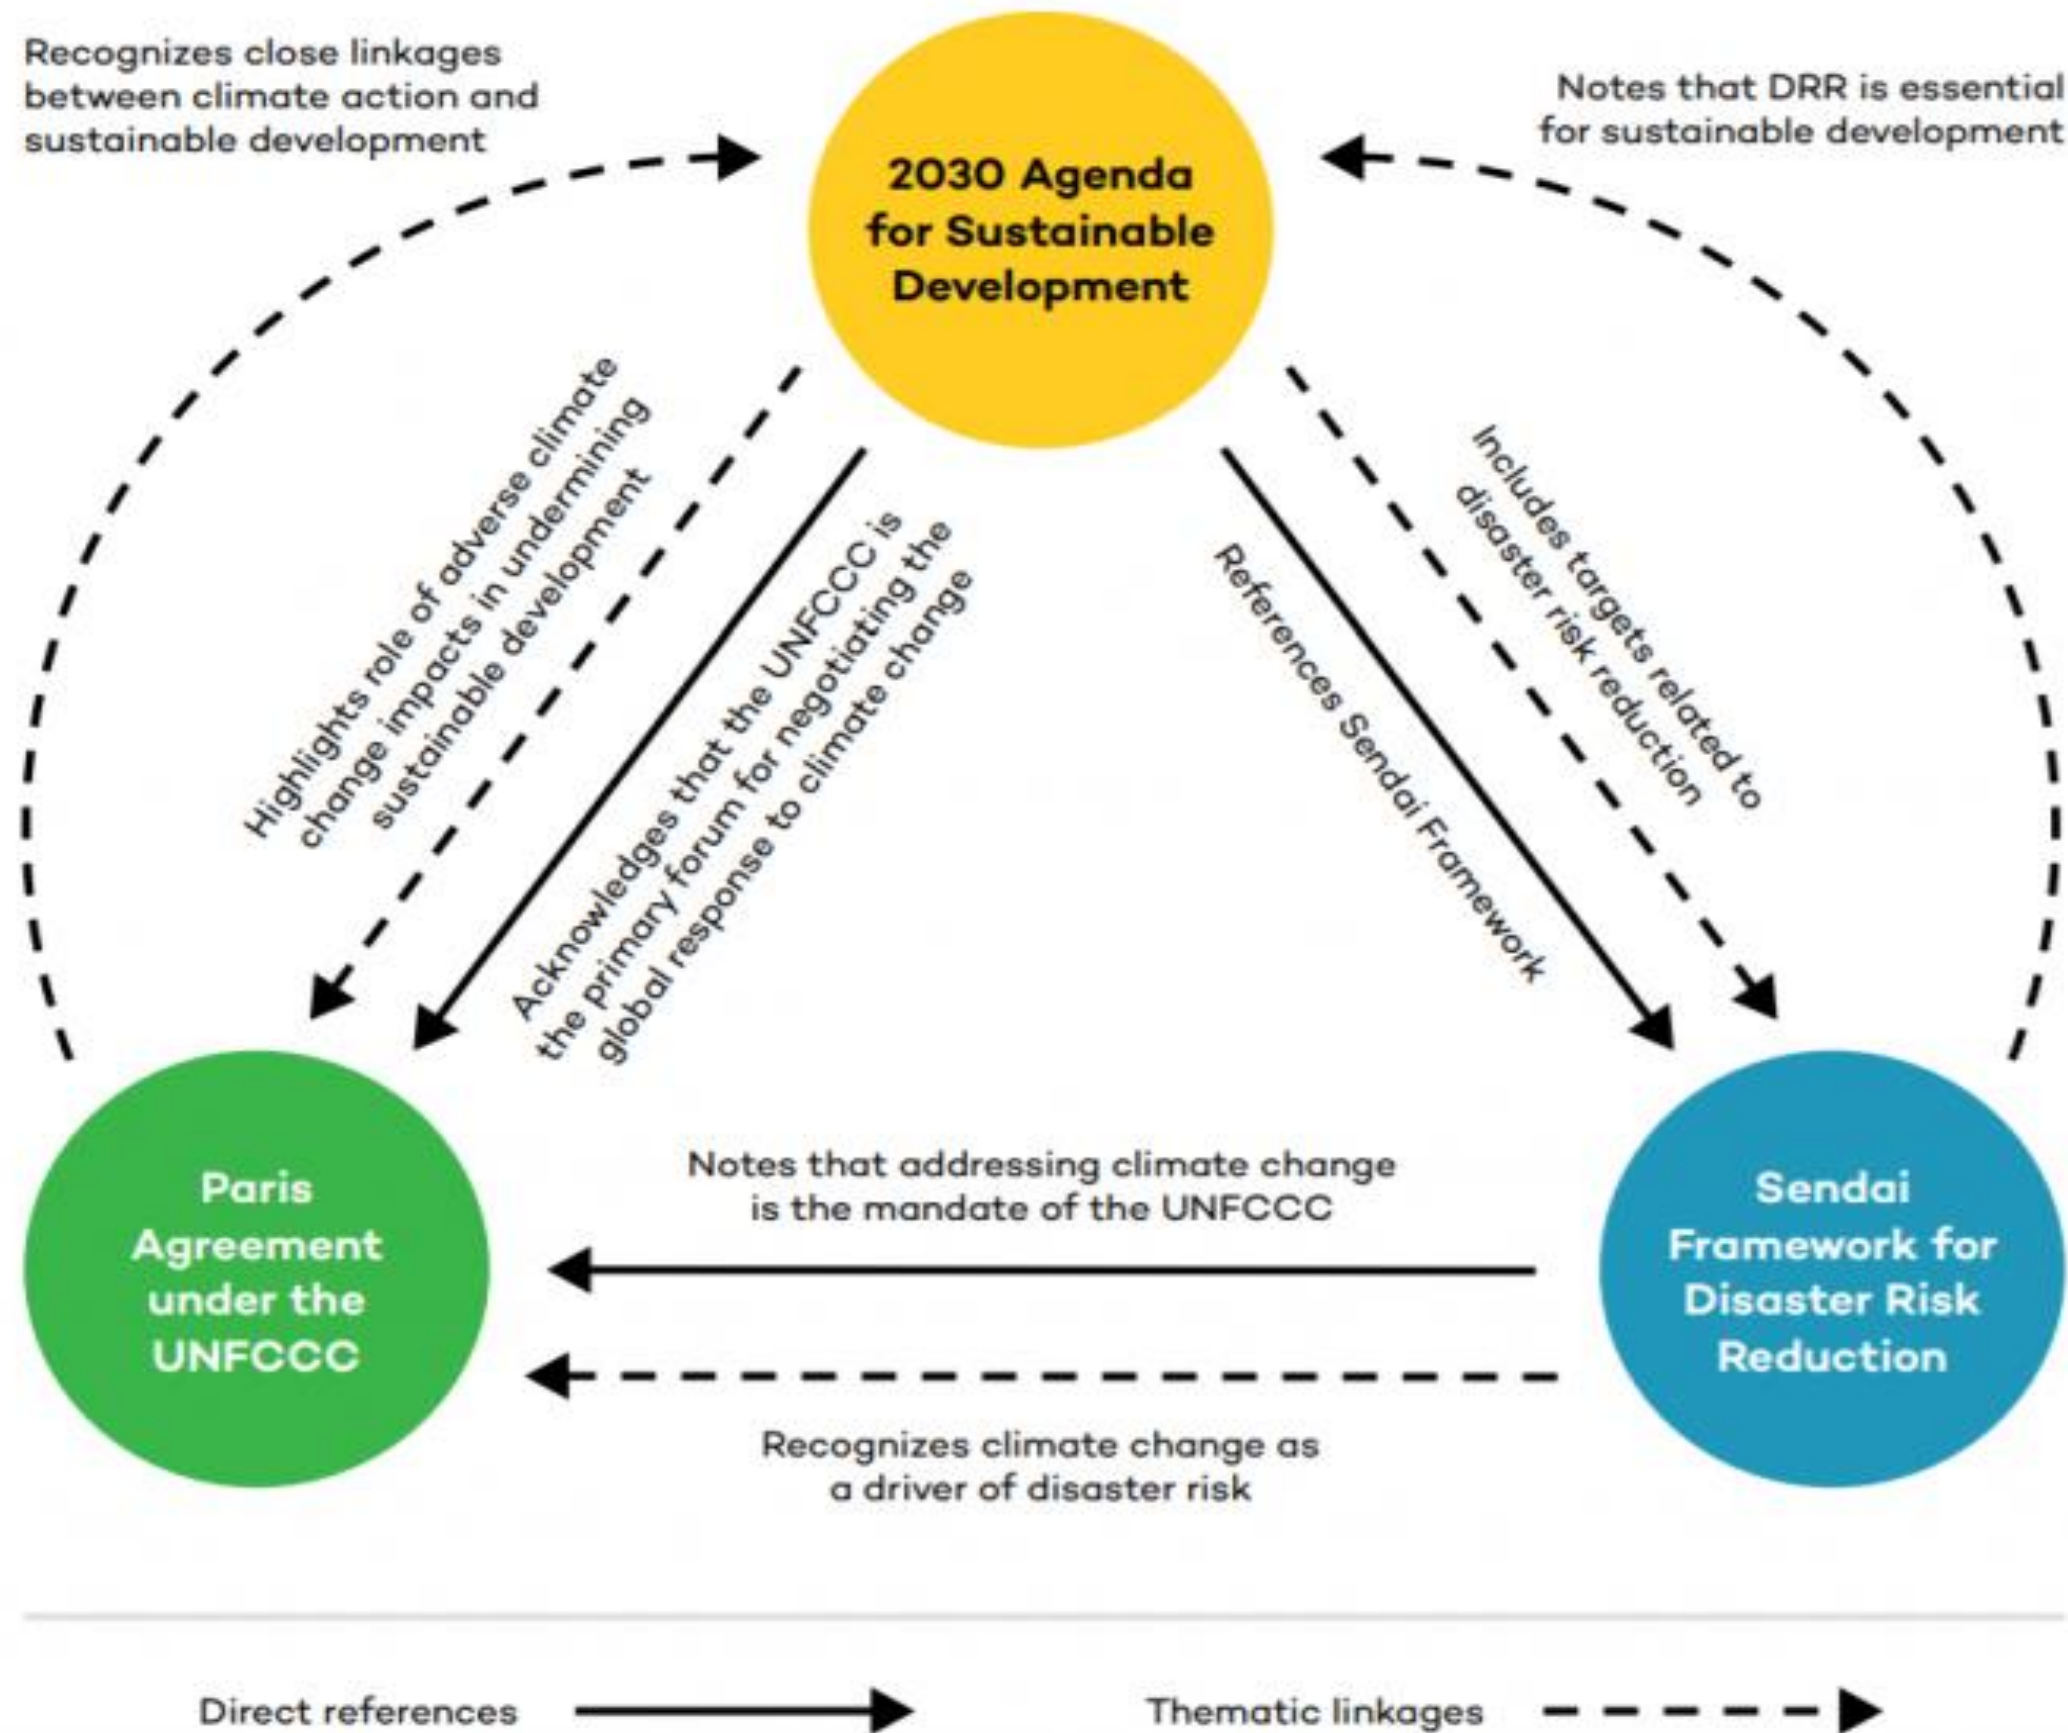 Recognizes close linkages
between climate action and
sustainable development
Notes that DRR is essential
for sustainable development
2030 Agenda
for Sustainable
Development
Highlights role of adverse climate
change impacts in undermining
sustainable development
Acknowledges that the UNFCCC is
the primary forum for negotiating the
global response to climate change
References Sendai Framework
Includes targets related to
disaster risk reduction
Paris
Agreement
under the
UNFCCC
Notes that addressing climate change
is the mandate of the UNFCCC
Recognizes climate change as
a driver of disaster risk
Sendai
Framework for
Disaster Risk
Reduction
Direct references
Thematic linkages